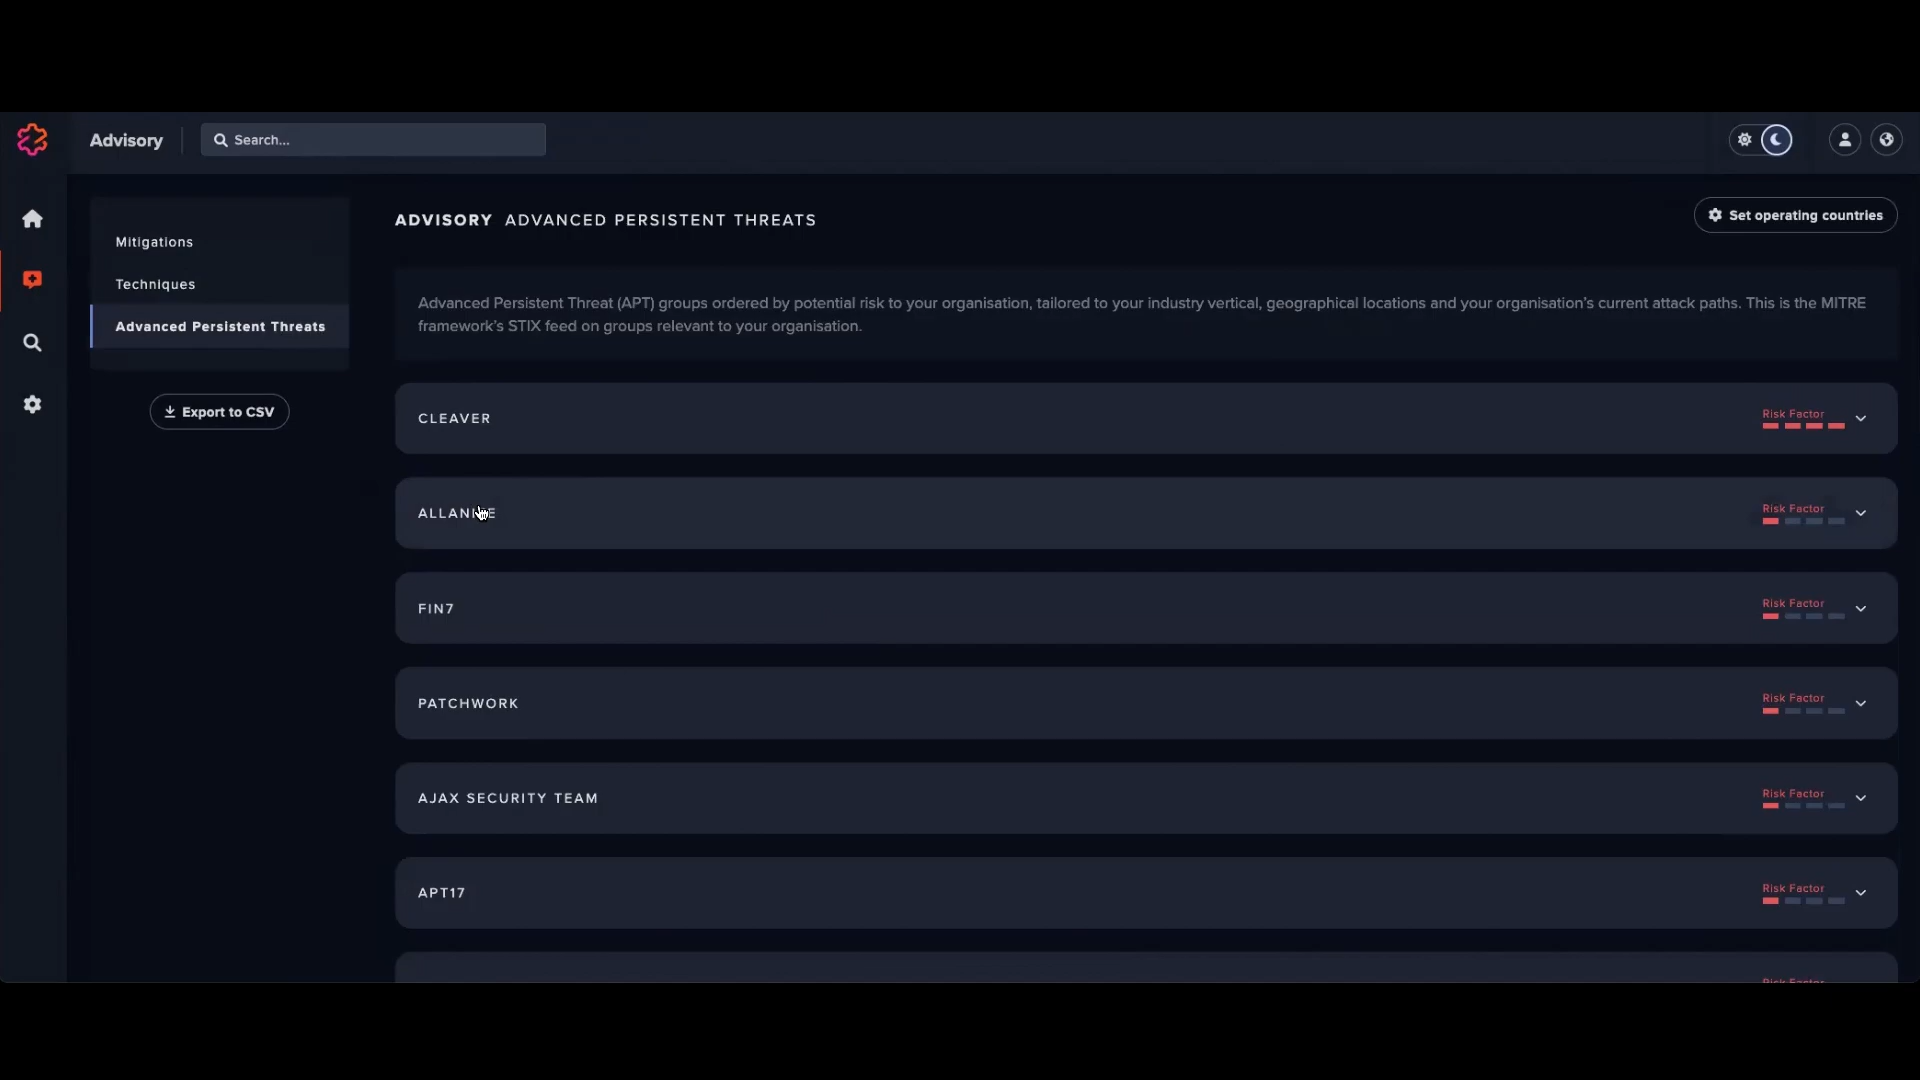 Advisory
Search...
Mitigations
Techniques
Advanced Persistent Threats
Export to CSV
ADVISORY ADVANCED PERSISTENT THREATS
Set operating countries
Advanced Persistent Threat (APT) groups ordered by potential risk to your organisation, tailored to your industry vertical, geographical locations and your organisation's current attack paths. This is the MITRE
framework's STIX feed on groups relevant to your organisation.
CLEAVER
Risk Factor
Risk Factor
FIN7
Risk Factor
PATCHWORK
Risk Factor
AJAX SECURITY TEAM
Risk Factor
APT17
Risk Factor
Risk Factor